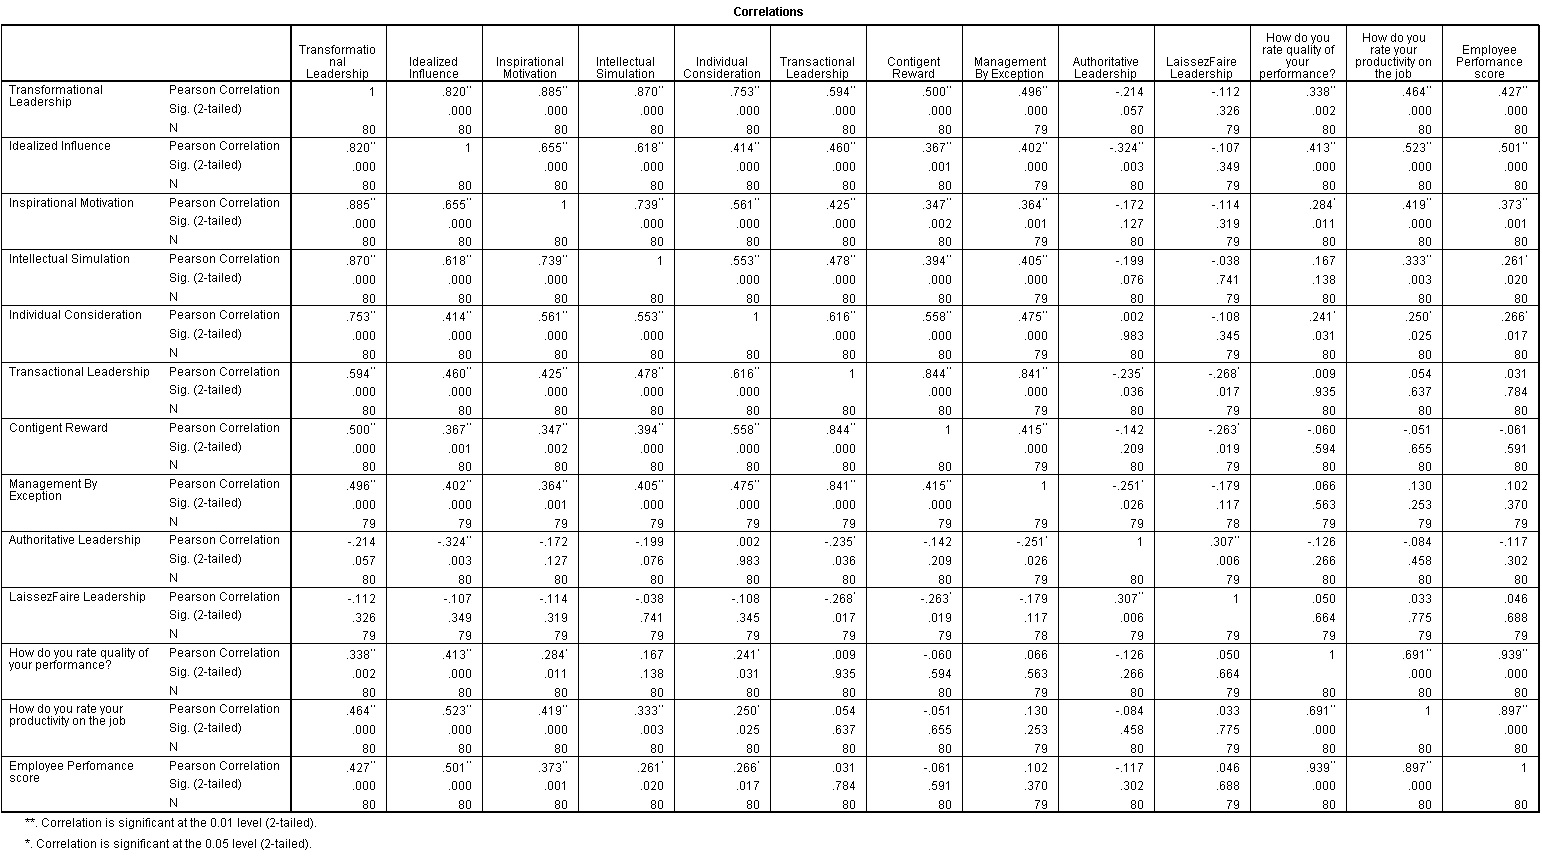 Correlations
Transformatio nal Leadership | Idealized Influence | Inspirational Motivation | Intellectual Simulation | Individual Consideration | Transactional Leadership | Contigent Reward | Management By Exception | Authoritative Leadership | LaissezFaire Leadership | How do you rate quality of your performance? | How do you rate your productivity on the job | Employee Perfomance score
Transformational Leadership Pearson Correlation 1 .820** .885** .870** .753** .594** .500** .496** -.214 -.112 .338** .464** .427**
Sig. (2-tailed) .000 .000 .000 .000 .000 .000 .000 .057 .326 .002 .000 .000
N 80 80 80 80 80 80 80 79 80 79 80 80 80
Idealized Influence Pearson Correlation .820** 1 .655** .618** .414** .460** .367** .402** -.324** -.107 .413** .523** .501**
Sig. (2-tailed) .000 .000 .000 .000 .000 .001 .000 .003 .349 .000 .000 .000
N 80 80 80 80 80 80 80 79 80 79 80 80 80
Inspirational Motivation Pearson Correlation .885** .655** 1 .739** .561** .425** .347** .364** -.172 -.114 .284* .419** .373**
Sig. (2-tailed) .000 .000 .000 .000 .000 .002 .001 .127 .319 .011 .000 .001
N 80 80 80 80 80 80 80 79 80 79 80 80 80
Intellectual Simulation Pearson Correlation .870** .618** .739** 1 .553** .478** .394** .405** -.199 -.038 .167 .333** .261*
Sig. (2-tailed) .000 .000 .000 .000 .000 .000 .000 .076 .741 .138 .003 .020
N 80 80 80 80 80 80 80 79 80 79 80 80 80
Individual Consideration Pearson Correlation .753** .414** .561** .553** 1 .616** .558** .475** .002 -.108 .241* .250* .266*
Sig. (2-tailed) .000 .000 .000 .000 .000 .000 .000 .983 .345 .031 .025 .017
N 80 80 80 80 80 80 80 79 80 79 80 80 80
Transactional Leadership Pearson Correlation .594** .460** .425** .478** .616** 1 .844** .841** -.235* -.268* .009 .054 .031
Sig. (2-tailed) .000 .000 .000 .000 .000 .000 .000 .036 .017 .935 .637 .784
N 80 80 80 80 80 80 80 79 80 79 80 80 80
Contigent Reward Pearson Correlation .500** .367** .347** .394** .558** .844** 1 .415** -.142 -.263* -.060 -.051 -.061
Sig. (2-tailed) .000 .001 .002 .000 .000 .000 .000 .209 .019 .594 .655 .591
N 80 80 80 80 80 80 80 79 80 79 80 80 80
Management By Exception Pearson Correlation .496** .402** .364** .405** .475** .841** .415** 1 -.251* -.179 .066 .130 .102
Sig. (2-tailed) .000 .000 .001 .000 .000 .000 .000 .026 .117 .563 .253 .370
N 79 79 79 79 79 79 79 79 79 78 79 79 79
Authoritative Leadership Pearson Correlation -.214 -.324** -.172 -.199 .002 -.235* -.142 -.251* 1 .307** -.126 -.084 -.117
Sig. (2-tailed) .057 .003 .127 .076 .983 .036 .209 .026 .006 .266 .458 .302
N 80 80 80 80 80 80 80 79 80 79 80 80 80
LaissezFaire Leadership Pearson Correlation -.112 -.107 -.114 -.038 -.108 -.268* -.263* -.179 .307** 1 .050 .033 .046
Sig. (2-tailed) .326 .349 .319 .741 .345 .017 .019 .117 .006 .664 .775 .688
N 79 79 79 79 79 79 79 78 79 79 79 79 79
How do you rate quality of your performance? Pearson Correlation .338** .413** .284* .167 .241* .009 -.060 .066 -.126 .050 1 .691** .939**
Sig. (2-tailed) .002 .000 .011 .138 .031 .935 .594 .563 .266 .664 .000 .000
N 80 80 80 80 80 80 80 79 80 79 80 80 80
How do you rate your productivity on the job Pearson Correlation .464** .523** .419** .333** .250* .054 -.051 .130 -.084 .033 .691** 1 .897**
Sig. (2-tailed) .000 .000 .000 .003 .025 .637 .655 .253 .458 .775 .000 .000
N 80 80 80 80 80 80 80 79 80 79 80 80 80
Employee Perfomance score Pearson Correlation .427** .501** .373** .261* .266* .031 -.061 .102 -.117 .046 .939** .897** 1
Sig. (2-tailed) .000 .000 .001 .020 .017 .784 .591 .370 .302 .688 .000 .000
N 80 80 80 80 80 80 80 79 80 79 80 80 80
**. Correlation is significant at the 0.01 level (2-tailed).
*. Correlation is significant at the 0.05 level (2-tailed).